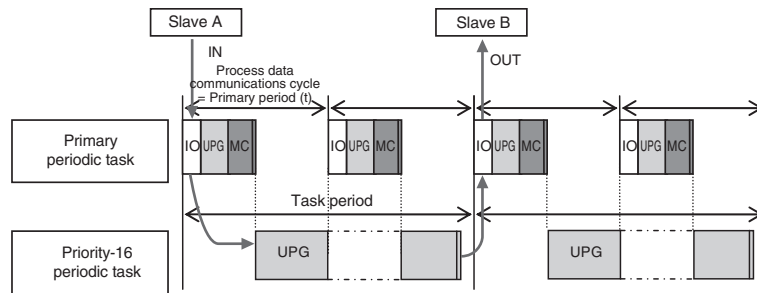 Slave A
Slave B
IN
OUT
Process data
communications cycle
= Primary period (t)
Primary
periodic task
IO UPG MC
IO UPG MC
IO UPG MC
IO UPG MC
Task period
Priority-16
periodic task
UPG
UPG